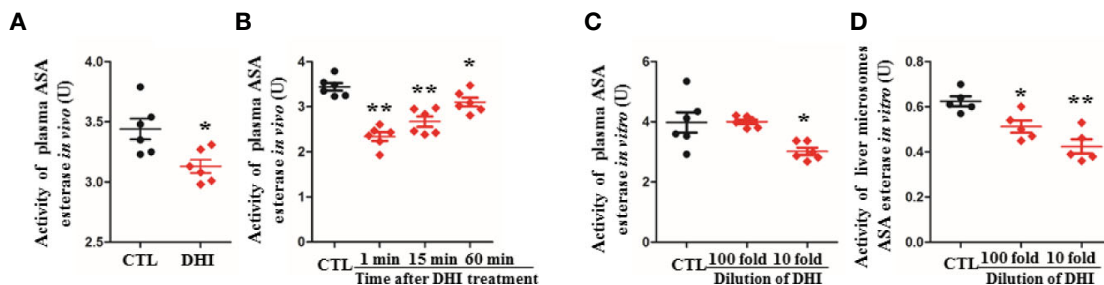 A
Activity of plasma ASA
esterase in vivo (U)
4.0
3.5
3.0
2.5
*
CTL DHI
B
Activity of plasma ASA
esterase in vivo (U)
4
3
2
1
0
** ** *
CTL 1 min 15 min 60 min
Time after DHI treatment
C
Activity of plasma ASA
esterase in vitro (U)
6
4
2
0
*
CTL 100 fold 10 fold
Dilution of DHI
D
Activity of liver microsomes
ASA esterase in vitro (U)
0.8
0.6
0.4
0.2
0.0
* **
CTL 100 fold 10 fold
Dilution of DHI